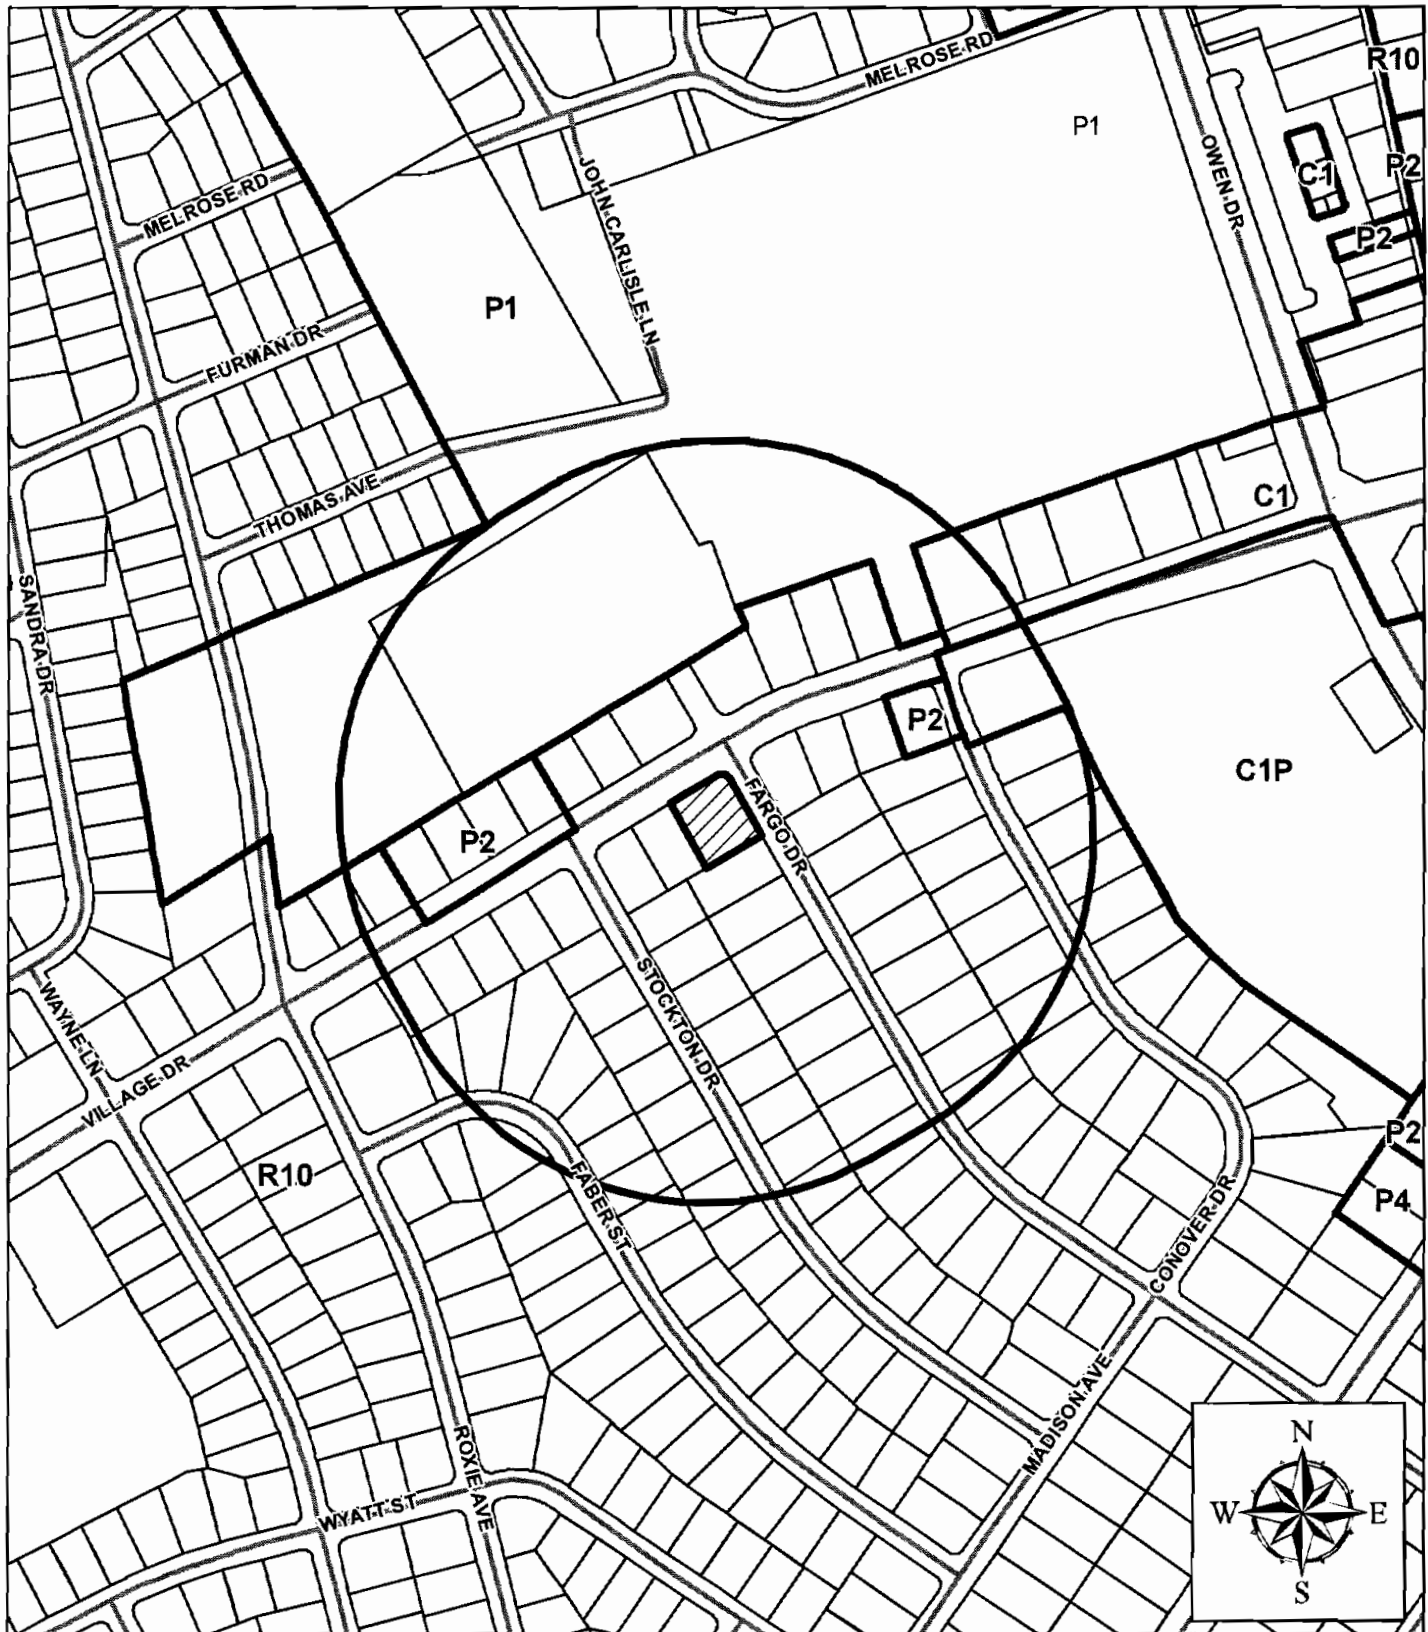 R10
MELROSE RD
P1
OWEN DR
P2
C1
JOHN CARLISLE LN
MELROSE RD
P2
P1
FURMAN DR
THOMAS AVE
C1
SANDRA DR
P2
C1P
FARGO DR
P2
STOCKTON DR
WAYNE LN
VILLAGE DR
P2
R10
P4
FABER ST
CONOVER DR
MADISON AVE
ROXIE AVE
WYATT ST
N
W E
S